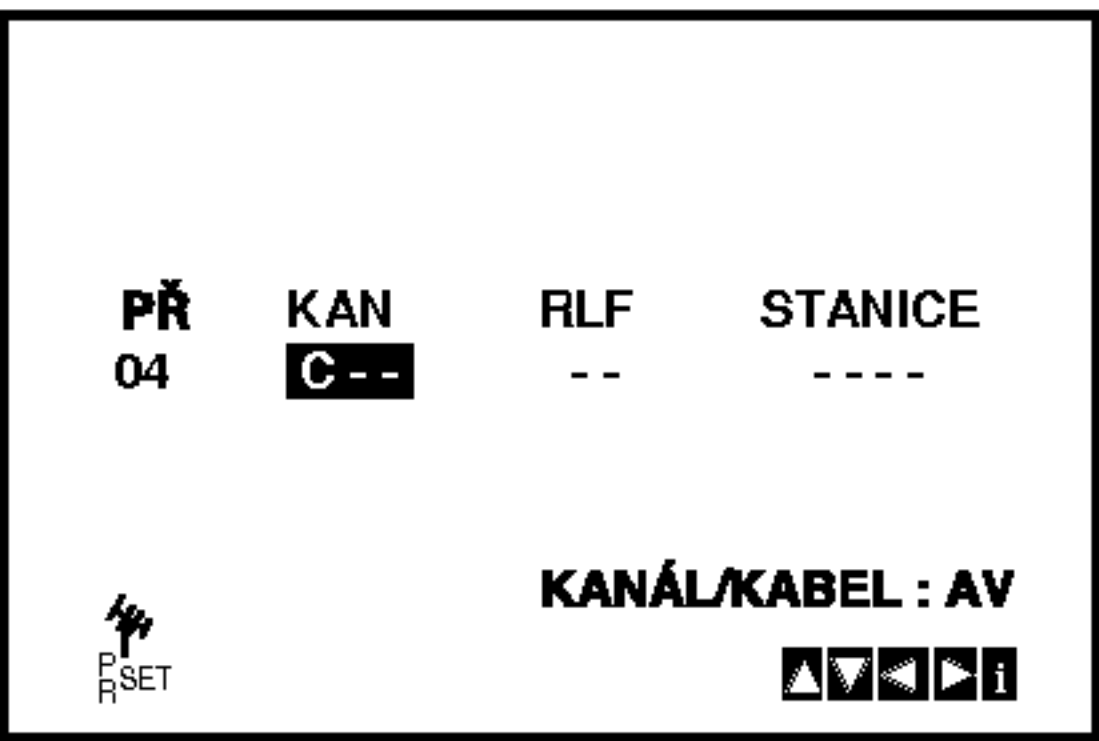 PŘ KAN RLF STANICE
04 C-- -- ----
KANÁL/KABEL : AV
PR SET
i